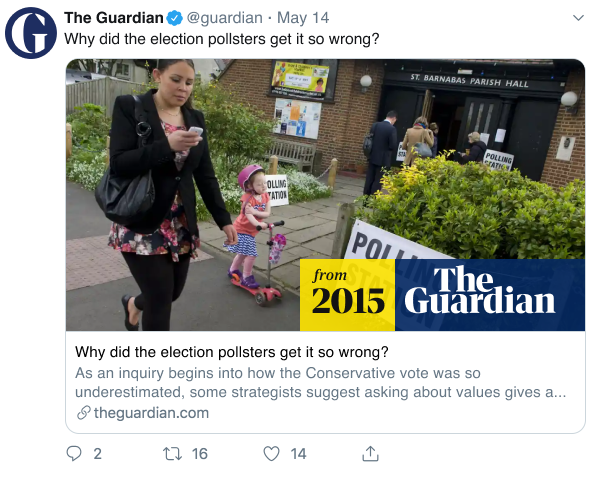 The Guardian @guardian · May 14
Why did the election pollsters get it so wrong?
ST. BARNABAS PARISH HALL
POLLING
STATION
OLLING
TATION
POLLI
from
2015
The
Guardian
Why did the election pollsters get it so wrong?
As an inquiry begins into how the Conservative vote was so
underestimated, some strategists suggest asking about values gives a...
theguardian.com
2 16 14